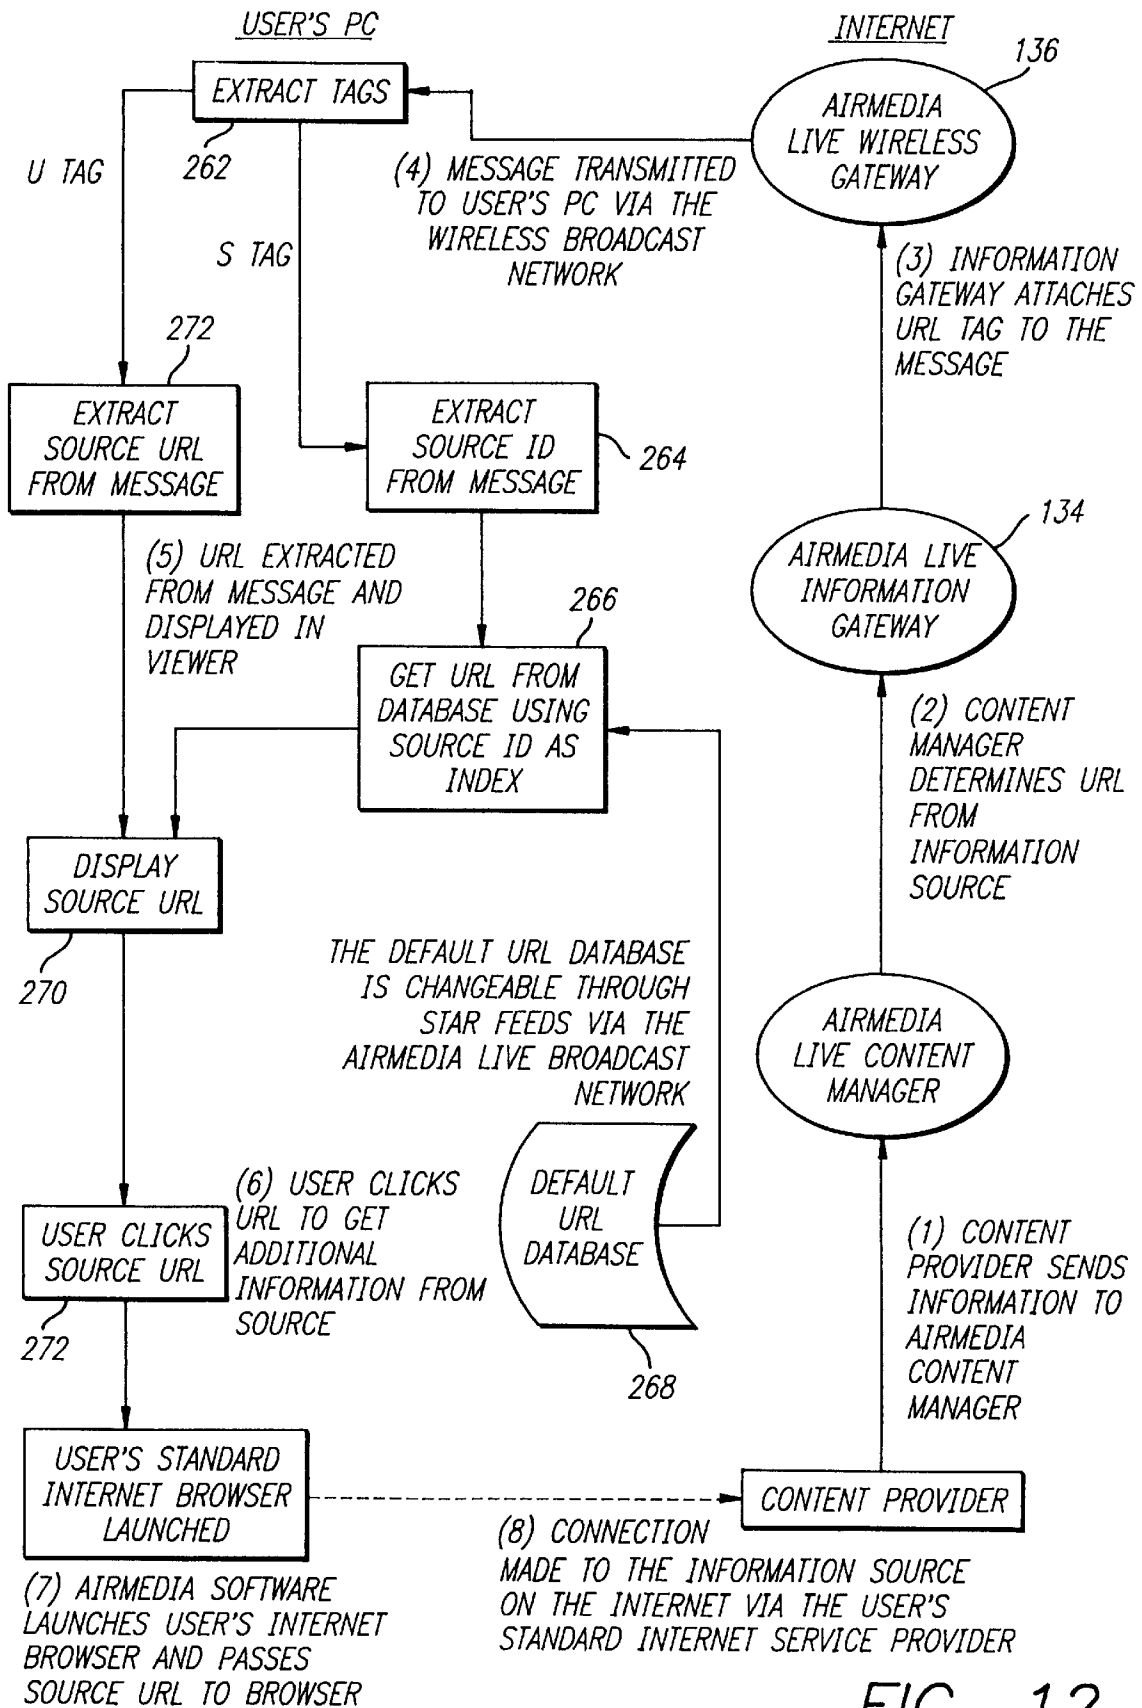 USER'S PC
INTERNET
136
EXTRACT TAGS
AIRMEDIA
LIVE WIRELESS
GATEWAY
U TAG
262
(4) MESSAGE TRANSMITTED
TO USER'S PC VIA THE
WIRELESS BROADCAST
NETWORK
S TAG
(3) INFORMATION
GATEWAY ATTACHES
URL TAG TO THE
MESSAGE
272
EXTRACT
SOURCE URL
FROM MESSAGE
EXTRACT
SOURCE ID
FROM MESSAGE
264
134
AIRMEDIA LIVE
INFORMATION
GATEWAY
(5) URL EXTRACTED
FROM MESSAGE AND
DISPLAYED IN
VIEWER
266
GET URL FROM
DATABASE USING
SOURCE ID AS
INDEX
(2) CONTENT
MANAGER
DETERMINES URL
FROM
INFORMATION
SOURCE
DISPLAY
SOURCE URL
270
THE DEFAULT URL DATABASE
IS CHANGEABLE THROUGH
STAR FEEDS VIA THE
AIRMEDIA LIVE BROADCAST
NETWORK
AIRMEDIA
LIVE CONTENT
MANAGER
DEFAULT
URL
DATABASE
268
(6) USER CLICKS
URL TO GET
ADDITIONAL
INFORMATION FROM
SOURCE
USER CLICKS
SOURCE URL
272
(1) CONTENT
PROVIDER SENDS
INFORMATION TO
AIRMEDIA
CONTENT
MANAGER
USER'S STANDARD
INTERNET BROWSER
LAUNCHED
CONTENT PROVIDER
(8) CONNECTION
MADE TO THE INFORMATION SOURCE
ON THE INTERNET VIA THE USER'S
STANDARD INTERNET SERVICE PROVIDER
(7) AIRMEDIA SOFTWARE
LAUNCHES USER'S INTERNET
BROWSER AND PASSES
SOURCE URL TO BROWSER
FIG. 12